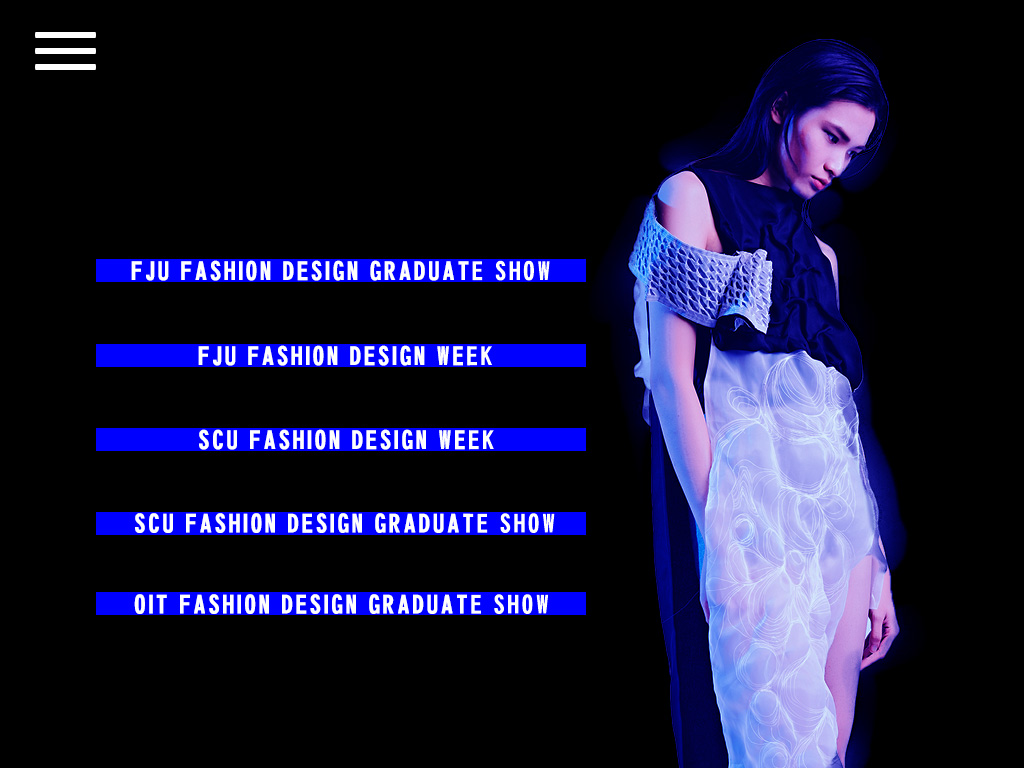 FJU FASHION DESIGN GRADUATE SHOW
FJU FASHION DESIGN WEEK
SCU FASHION DESIGN WEEK
SCU FASHION DESIGN GRADUATE SHOW
OIT FASHION DESIGN GRADUATE SHOW